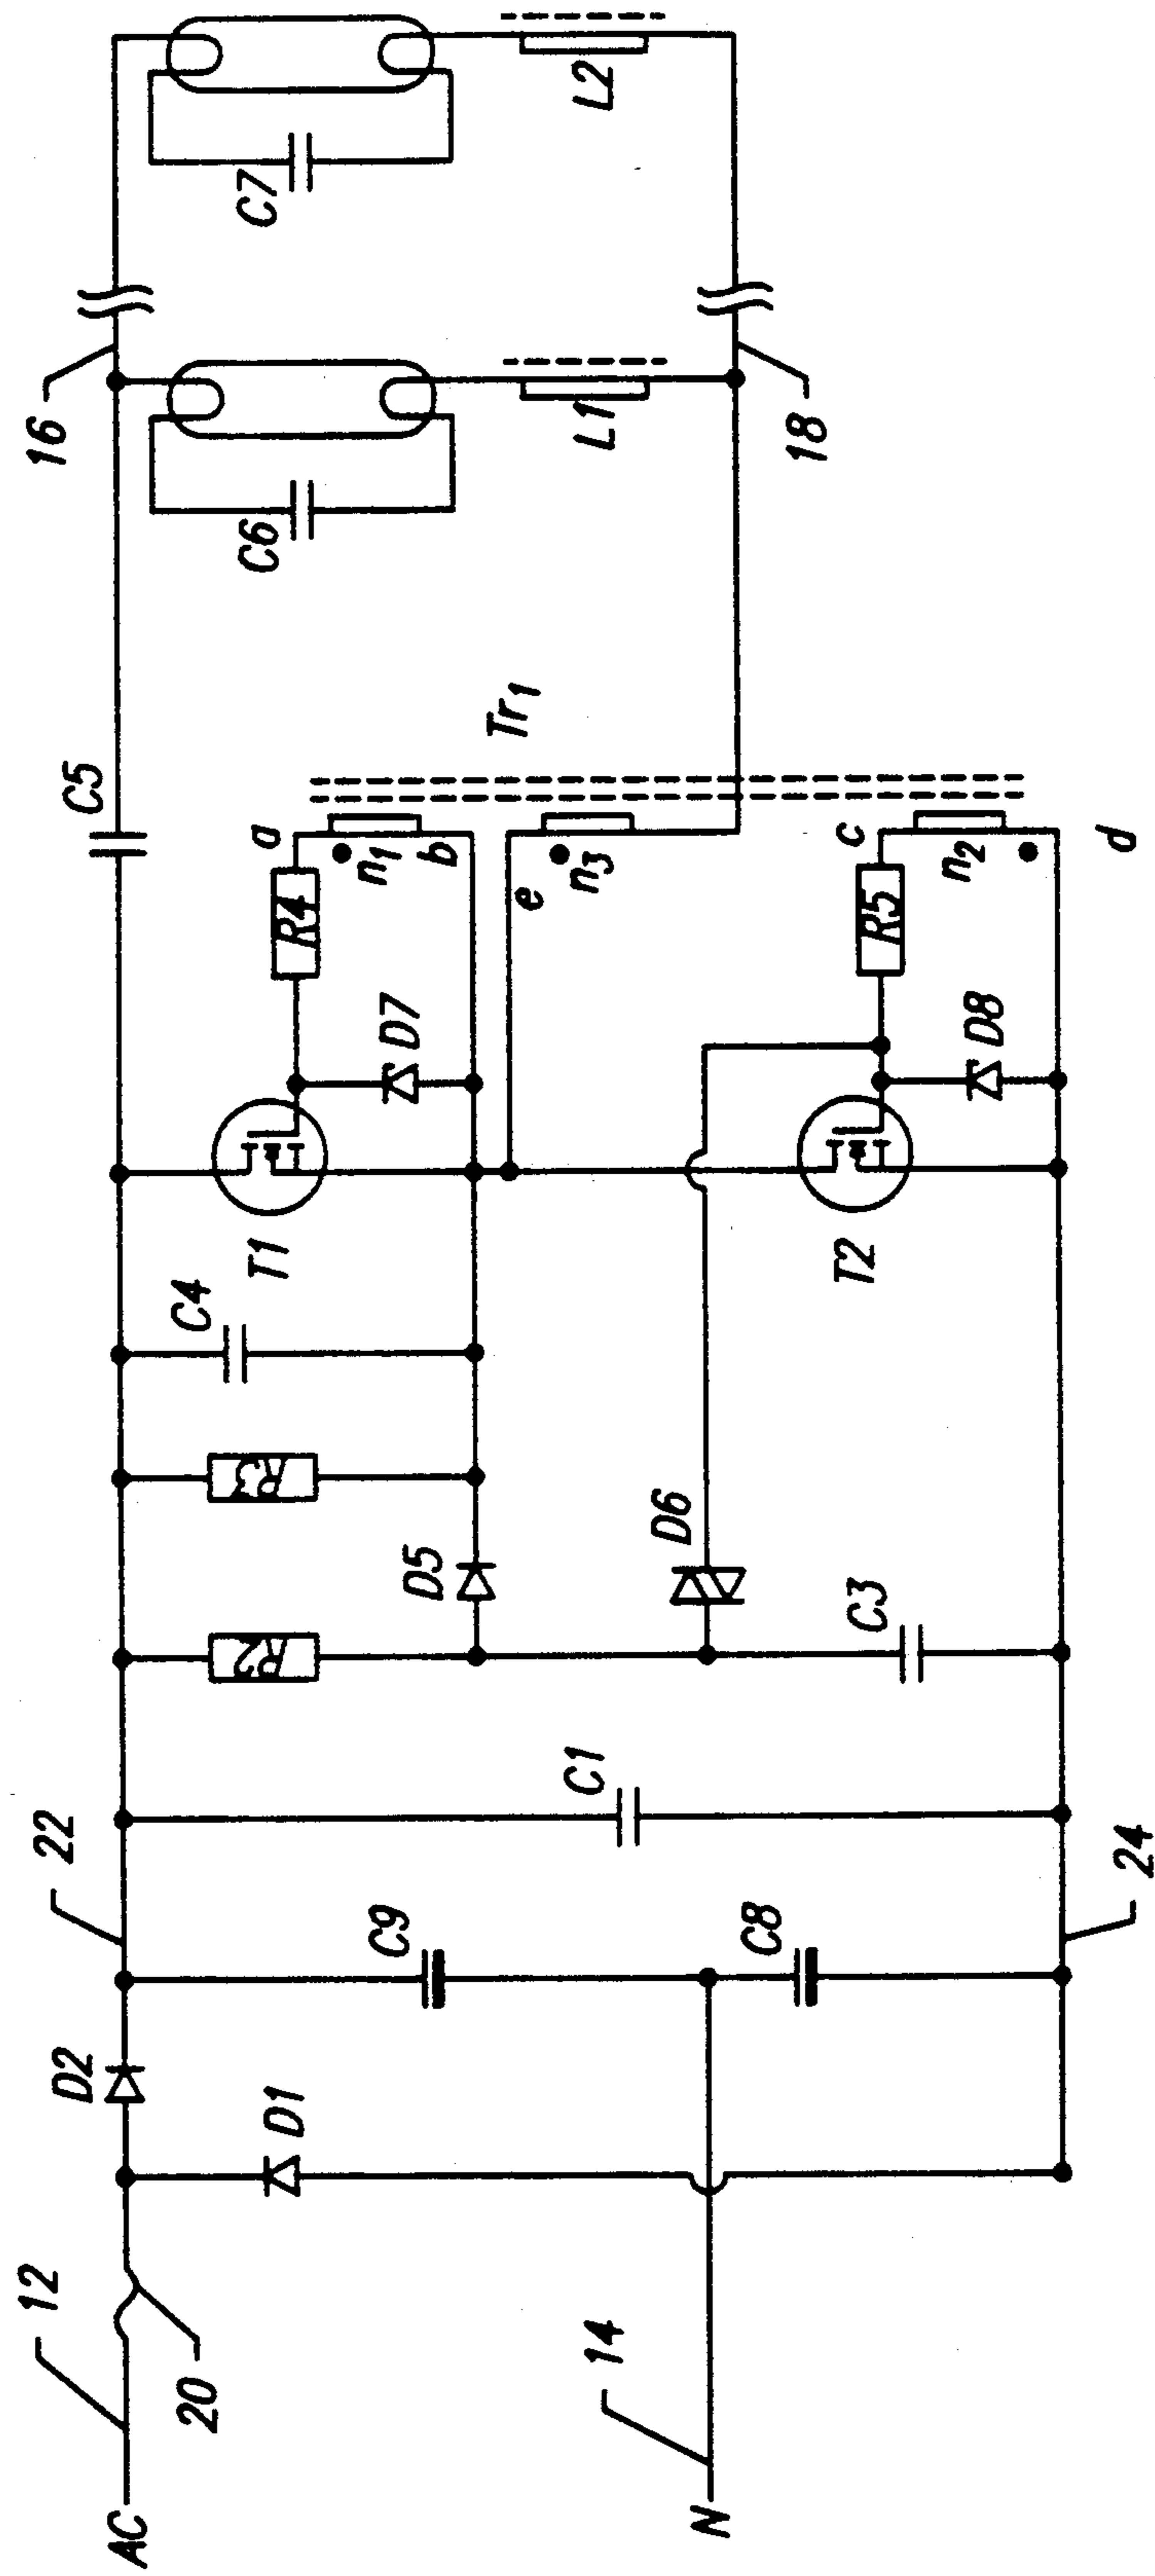 AC
12
20
N
14
D2
D1
22
C9
C8
24
C1
R2
R3
D5
D6
C3
C4
T1
T2
D7
D8
R4
R5
a
n1
b
e
n3
c
n2
d
Tr1
C5
16
18
C6
L1
C7
L2